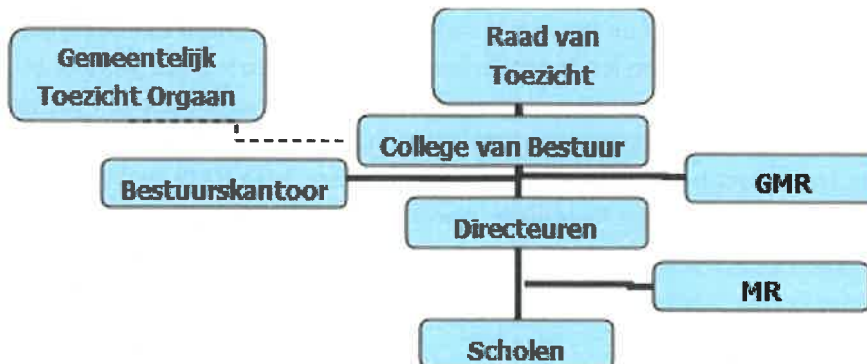 Gemeentelijk
Toezicht Orgaan
Raad van
Toezicht
College van Bestuur
Bestuurskantoor
GMR
Directeuren
MR
Scholen